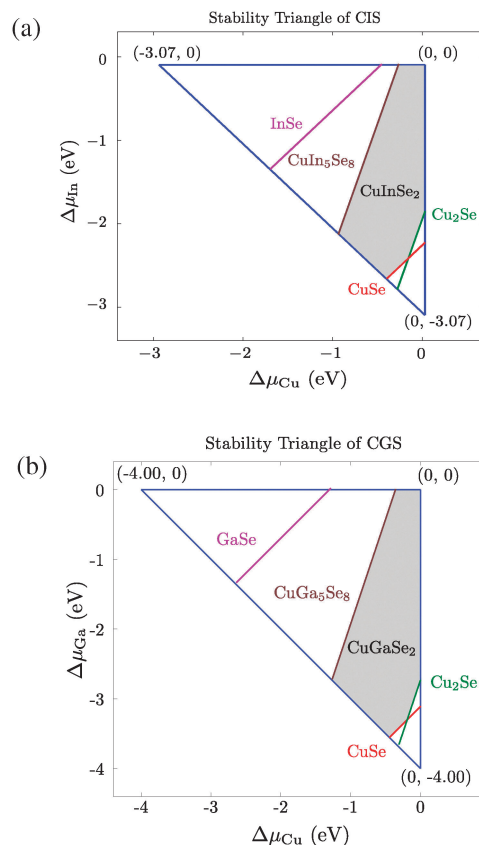 (a)
Stability Triangle of CIS
(-3.07, 0)
(0, 0)
0
−1
−2
−3
Δμ_In (eV)
InSe
CuIn₅Se₈
CuInSe₂
Cu₂Se
CuSe
(0, -3.07)
−3
−2
−1
0
Δμ_Cu (eV)
(b)
Stability Triangle of CGS
(-4.00, 0)
(0, 0)
0
-1
-2
-3
-4
Δμ_Ga (eV)
GaSe
CuGa₅Se₈
CuGaSe₂
Cu₂Se
CuSe
(0, -4.00)
-4
-3
-2
-1
0
Δμ_Cu (eV)